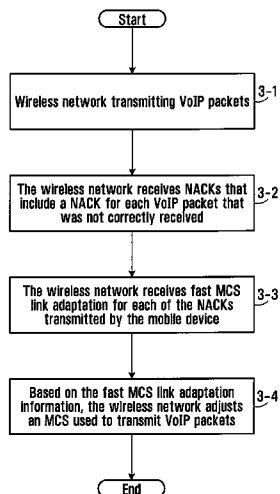 Start
3-1
Wireless network transmitting VoIP packets
3-2
The wireless network receives NACKs that
include a NACK for each VoIP packet that
was not correctly received
3-3
The wireless network receives fast MCS
link adaptation for each of the NACKs
transmitted by the mobile device
3-4
Based on the fast MCS link adaptation
information, the wireless network adjusts
an MCS used to transmit VoIP packets
End